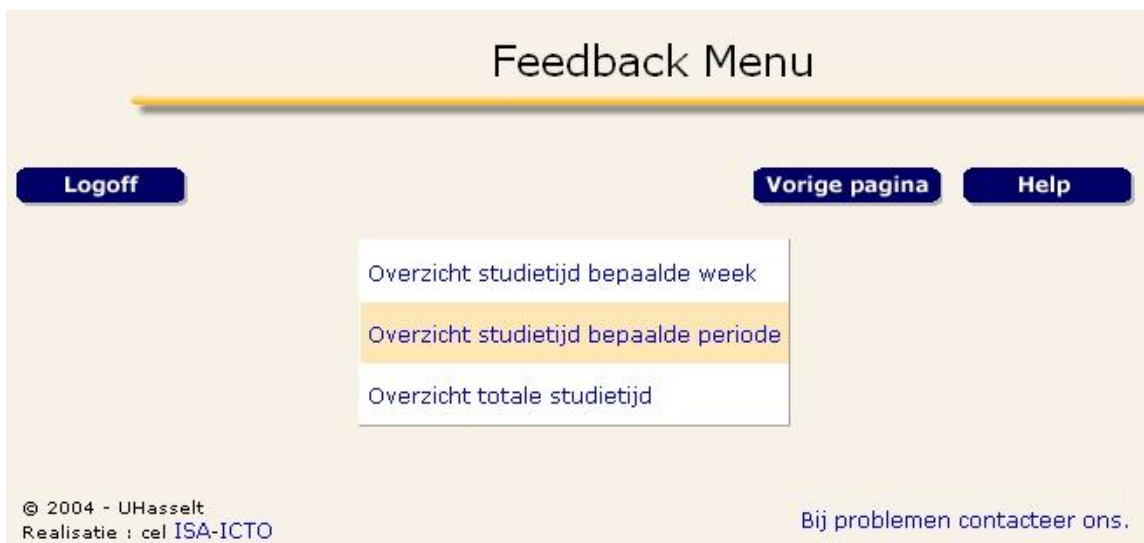 Feedback Menu
Logoff
Vorige pagina
Help
Overzicht studietijd bepaalde week
Overzicht studietijd bepaalde periode
Overzicht totale studietijd
© 2004 - UHasselt
Realisatie : cel ISA-ICTO
Bij problemen contacteer ons.